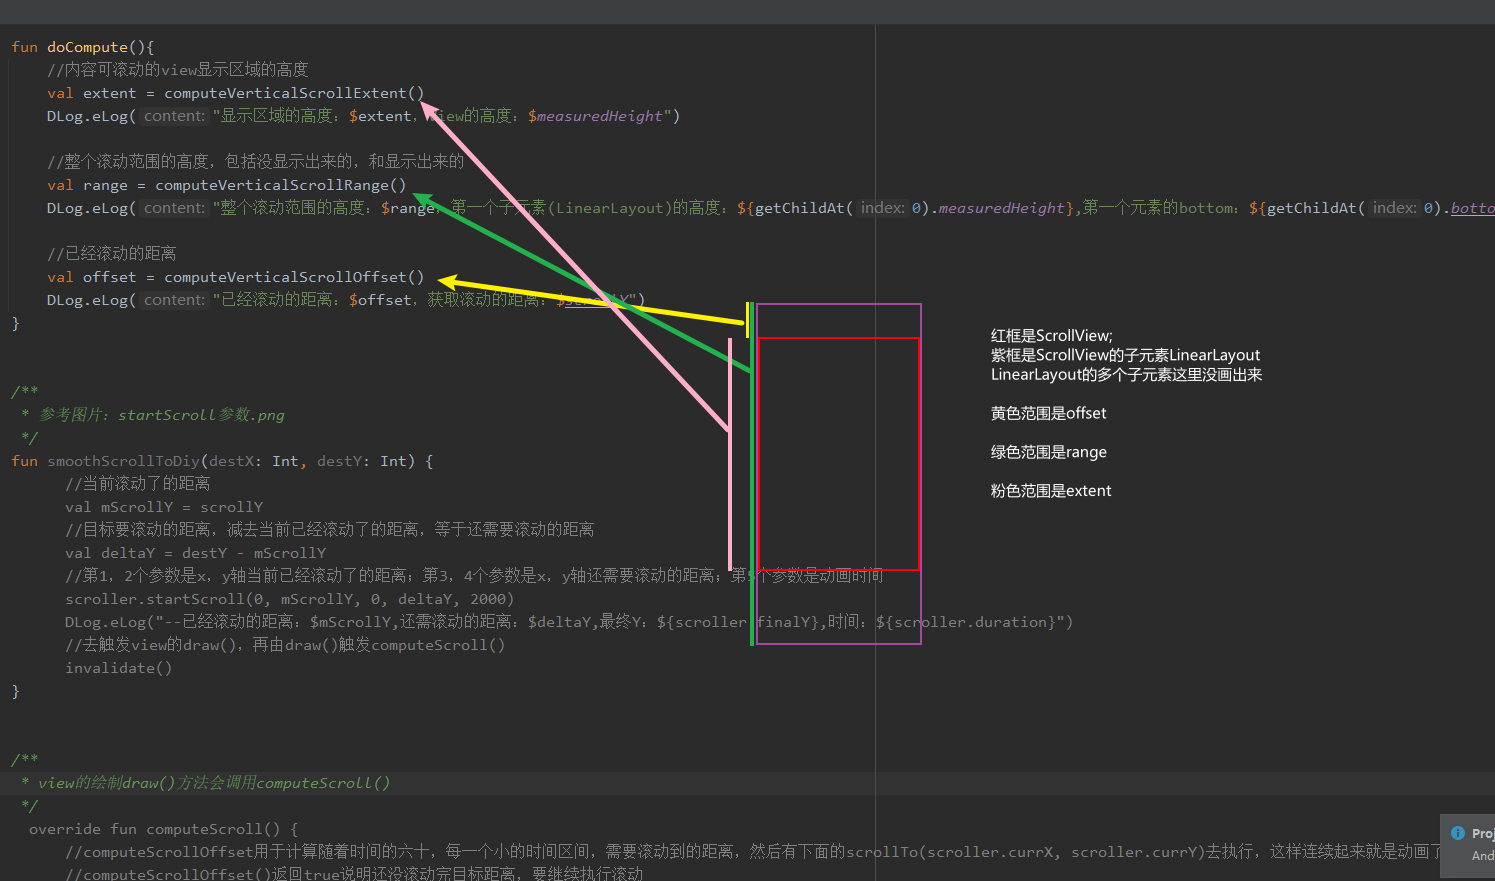 fun doCompute(){
//内容可滚动的view显示区域的高度
val extent = computeVerticalScrollExtent()
DLog.eLog( content: "显示区域的高度：$extent，view的高度：$measuredHeight")
//整个滚动范围的高度，包括没显示出来的，和显示出来的
val range = computeVerticalScrollRange()
DLog.eLog( content: "整个滚动范围的高度：$range，第一个子元素(LinearLayout)的高度：${getChildAt( index: 0).measuredHeight},第一个元素的bottom：${getChildAt( index: 0).botto
//已经滚动的距离
val offset = computeVerticalScrollOffset()
DLog.eLog( content: "已经滚动的距离：$offset，获取滚动的距离：$scrollY")
}
红框是ScrollView;
紫框是ScrollView的子元素LinearLayout
LinearLayout的多个子元素这里没画出来
黄色范围是offset
绿色范围是range
粉色范围是extent
/**
* 参考图片：startScroll参数.png
*/
fun smoothScrollToDiy(destX: Int, destY: Int) {
//当前滚动了的距离
val mScrollY = scrollY
//目标要滚动的距离，减去当前已经滚动了的距离，等于还需要滚动的距离
val deltaY = destY - mScrollY
//第1，2个参数是x，y轴当前已经滚动了的距离；第3，4个参数是x，y轴还需要滚动的距离；第5个参数是动画时间
scroller.startScroll(0, mScrollY, 0, deltaY, 2000)
DLog.eLog("--已经滚动的距离：$mScrollY,还需滚动的距离：$deltaY,最终Y：${scroller.finalY},时间：${scroller.duration}")
//去触发view的draw()，再由draw()触发computeScroll()
invalidate()
}
/**
* view的绘制draw()方法会调用computeScroll()
*/
override fun computeScroll() {
//computeScrollOffset用于计算随着时间的六十，每一个小的时间区间，需要滚动到的距离，然后有下面的scrollTo(scroller.currX, scroller.currY)去执行，这样连续起来就是动画了
//computeScrollOffset()返回true说明还没滚动完目标距离，要继续执行滚动
Proj
And